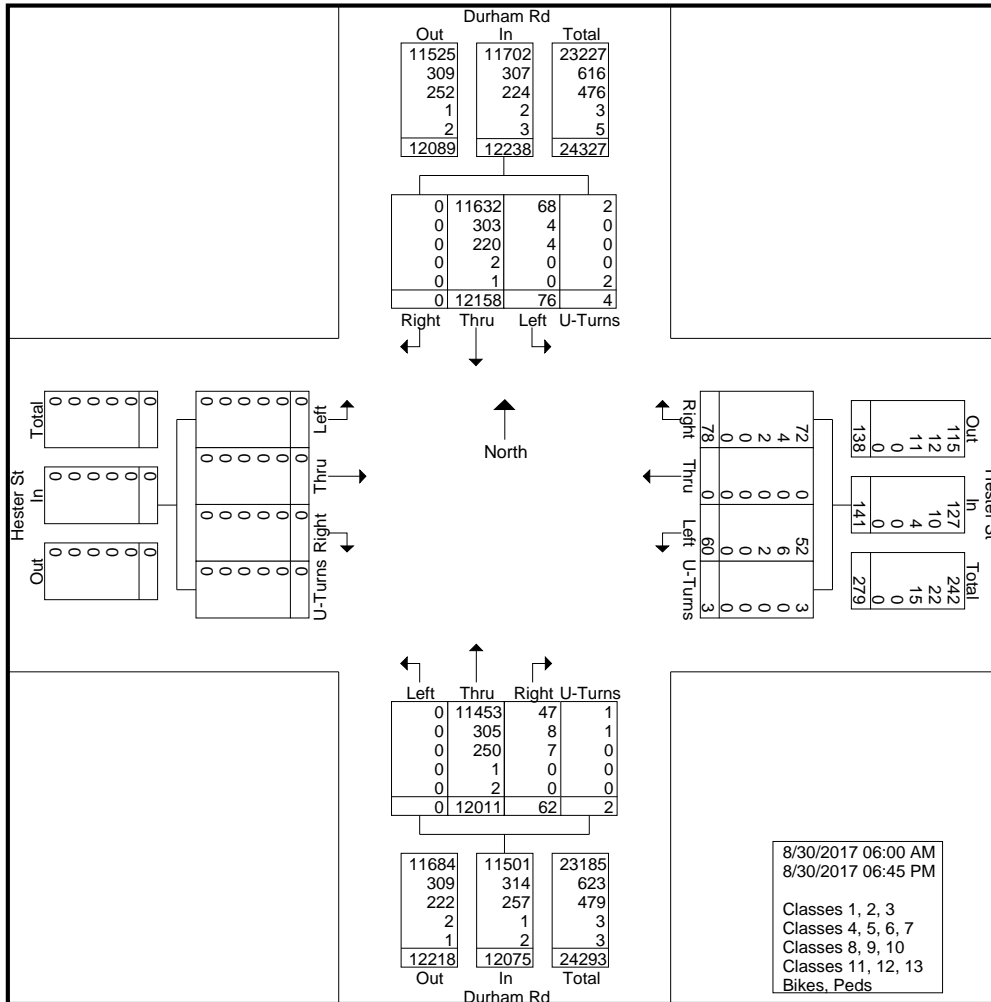 Durham Rd
Out In Total
11525 11702 23227
309 307 616
252 224 476
1 2 3
2 3 5
12089 12238 24327
0 11632 68 2
0 303 4 0
0 220 4 0
0 2 0 0
0 1 0 2
0 12158 76 4
Right Thru Left U-Turns
Hester St
Total In Out
0 0 0
0 0 0
0 0 0
0 0 0
0 0 0
0 0 0
Left Thru Right U-Turns
0 0 0 0
0 0 0 0
0 0 0 0
0 0 0 0
0 0 0 0
0 0 0 0
North
Right Thru Left U-Turns
72 0 52 3
4 0 6 0
2 0 2 0
0 0 0 0
0 0 0 0
78 0 60 3
Hester St
Out In Total
115 127 242
12 10 22
11 4 15
0 0 0
0 0 0
138 141 279
Left Thru Right U-Turns
0 11453 47 1
0 305 8 1
0 250 7 0
0 1 0 0
0 2 0 0
0 12011 62 2
11684 11501 23185
309 314 623
222 257 479
2 1 3
1 2 3
12218 12075 24293
Out In Total
Durham Rd
8/30/2017 06:00 AM
8/30/2017 06:45 PM
Classes 1, 2, 3
Classes 4, 5, 6, 7
Classes 8, 9, 10
Classes 11, 12, 13
Bikes, Peds